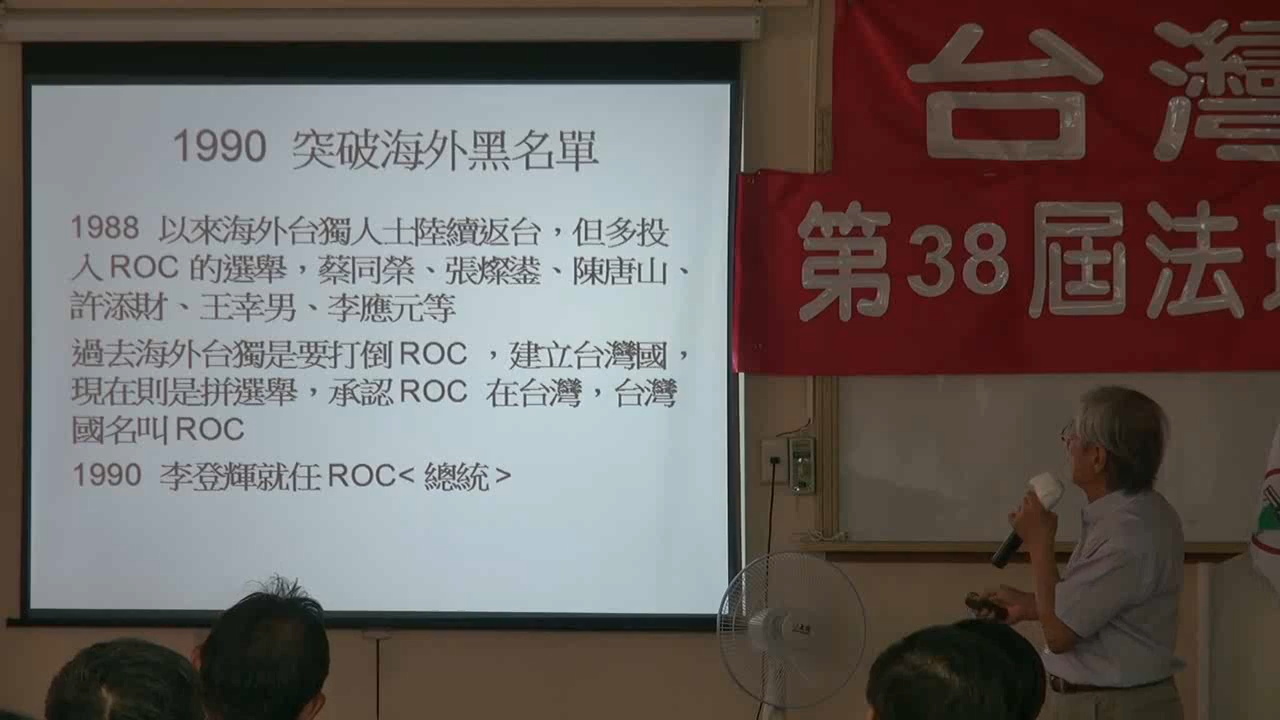 1990 突破海外黑名單
1988 以來海外台獨人士陸續返台，但多投
入 ROC 的選舉，蔡同榮、張燦鍙、陳唐山、
許添財、王幸男、李應元等
過去海外台獨是要打倒 ROC ，建立台灣國，
現在則是拼選舉，承認 ROC 在台灣，台灣
國名叫 ROC
1990 李登輝就任 ROC< 總統 >
台灣
第38屆法